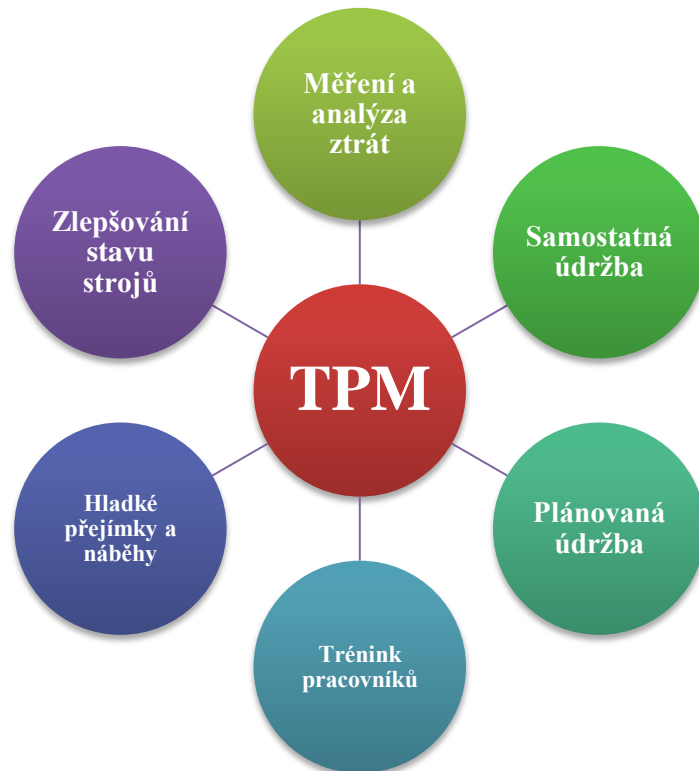 Měření a
analýza
ztrát
Zlepšování
stavu
strojů
Samostatná
údržba
TPM
Hladké
přejímky a
náběhy
Plánovaná
údržba
Trénink
pracovníků